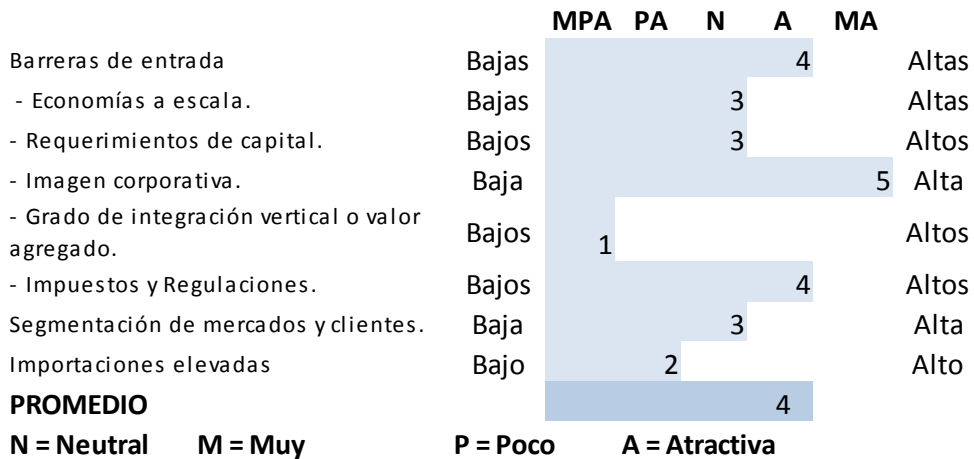 MPA PA N A MA
Barreras de entrada Bajas 4 Altas
- Economías a escala. Bajas 3 Altas
- Requerimientos de capital. Bajos 3 Altos
- Imagen corporativa. Baja 5 Alta
- Grado de integración vertical o valor
agregado. Bajos 1 Altos
- Impuestos y Regulaciones. Bajos 4 Altos
Segmentación de mercados y clientes. Baja 3 Alta
Importaciones elevadas Bajo 2 Alto
PROMEDIO 4
N = Neutral M = Muy P = Poco A = Atractiva